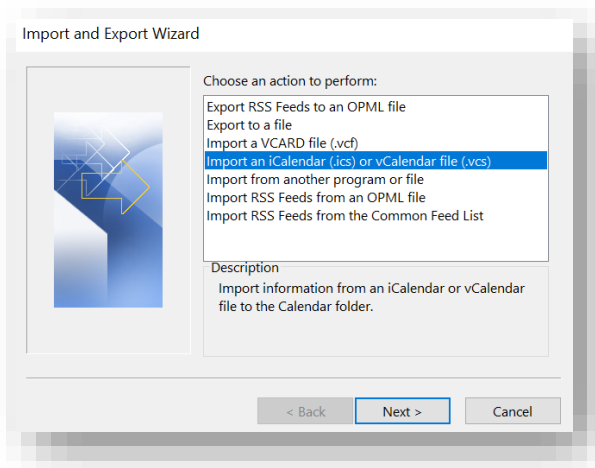 Import and Export Wizard
Choose an action to perform:
Export RSS Feeds to an OPML file
Export to a file
Import a VCARD file (.vcf)
Import an iCalendar (.ics) or vCalendar file (.vcs)
Import from another program or file
Import RSS Feeds from an OPML file
Import RSS Feeds from the Common Feed List
Description
Import information from an iCalendar or vCalendar
file to the Calendar folder.
< Back Next > Cancel